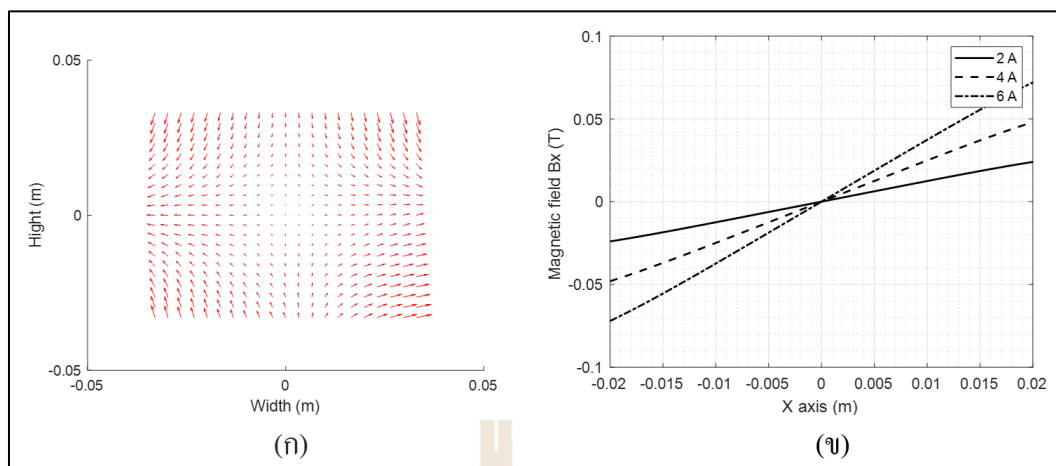 0.05
0
-0.05
Hight (m)
-0.05
0
0.05
Width (m)
(ก)
0.1
0.05
0
-0.05
-0.1
Magnetic field Bx (T)
2 A
4 A
6 A
-0.02
-0.015
-0.01
-0.005
0
0.005
0.01
0.015
0.02
X axis (m)
(ข)